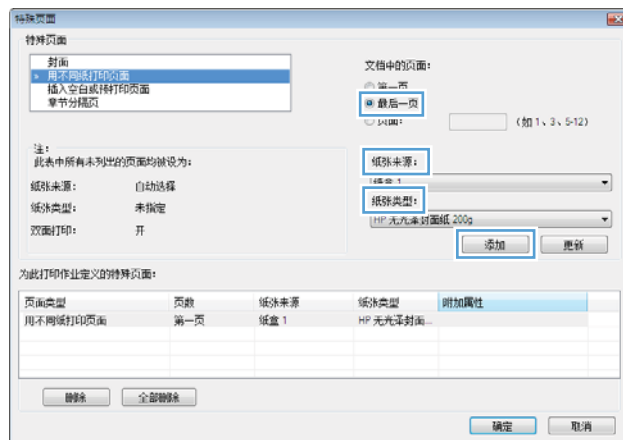 特殊页面
特殊页面
封面
用不同纸打印页面
插入空白或预打印页面
章节分隔页
文档中的页面：
第一页
最后一页
页面： (如 1、3、5-12)
注：
此表中所有未列出的页面均被设为：
纸张来源： 自动选择
纸张类型： 未指定
双面打印： 开
纸张来源：
纸盒 1
纸张类型：
HP 无光泽封面纸 200g
添加 更新
为此打印作业定义的特殊页面：
页面类型 页数 纸张来源 纸张类型 附加属性
用不同纸打印页面 第一页 纸盒 1 HP 无光泽封面...
删除 全部删除
确定 取消